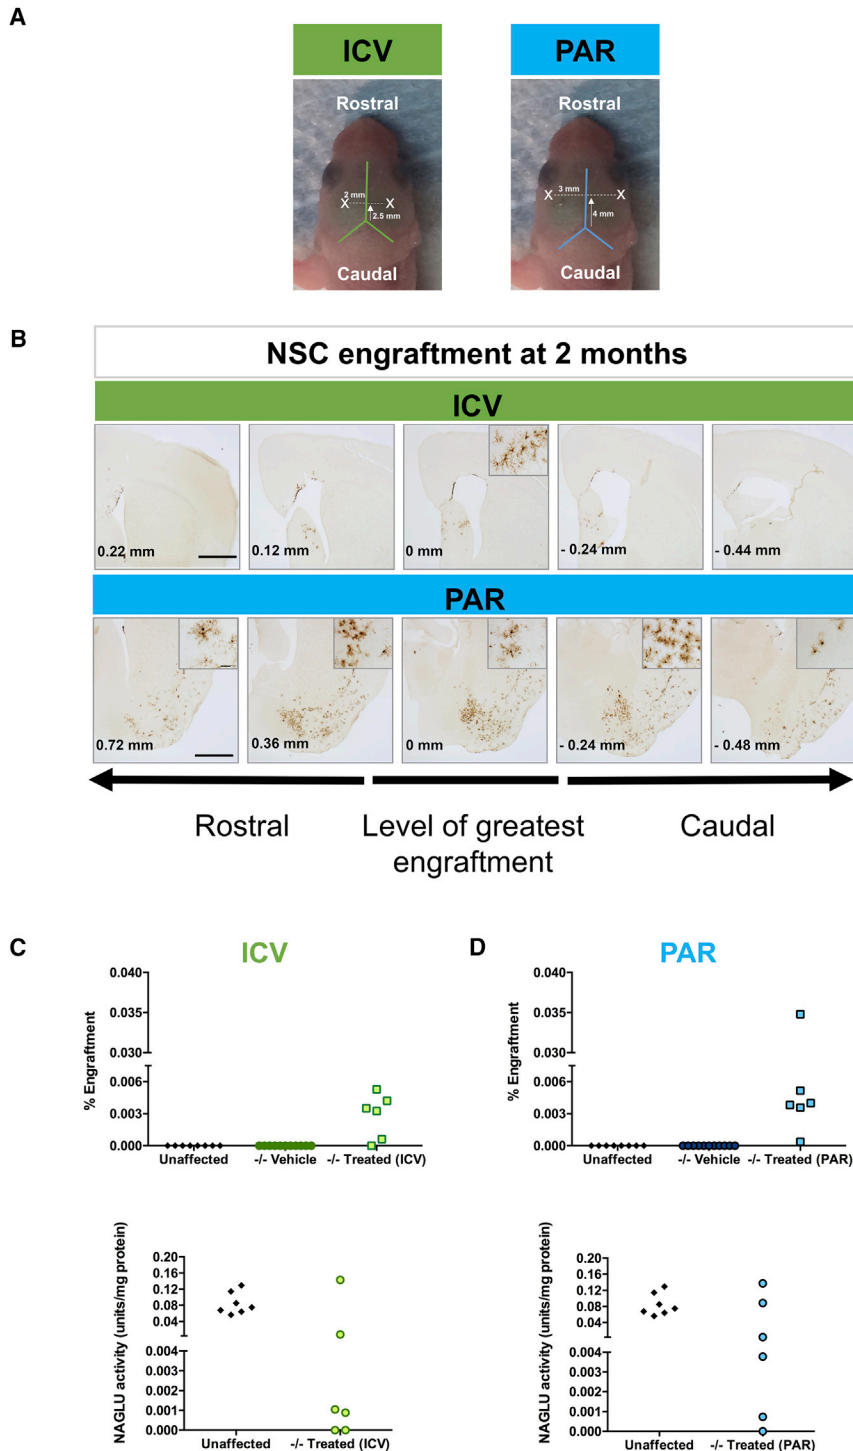 A
ICV
PAR
Rostral
Rostral
2 mm
X
X
2.5 mm
3 mm
X
X
4 mm
Caudal
Caudal
B
NSC engraftment at 2 months
ICV
0.22 mm
0.12 mm
0 mm
- 0.24 mm
- 0.44 mm
PAR
0.72 mm
0.36 mm
0 mm
- 0.24 mm
- 0.48 mm
Rostral
Level of greatest
engraftment
Caudal
C
ICV
% Engraftment
0.040
0.035
0.030
0.006
0.003
0.000
Unaffected
-/- Vehicle
-/- Treated (ICV)
NAGLU activity (units/mg protein)
0.20
0.16
0.12
0.08
0.04
0.004
0.003
0.002
0.001
0.000
Unaffected
-/- Treated (ICV)
D
PAR
% Engraftment
0.040
0.035
0.030
0.006
0.003
0.000
Unaffected
-/- Vehicle
-/- Treated (PAR)
NAGLU activity (units/mg protein)
0.20
0.16
0.12
0.08
0.04
0.004
0.003
0.002
0.001
0.000
Unaffected
-/- Treated (PAR)